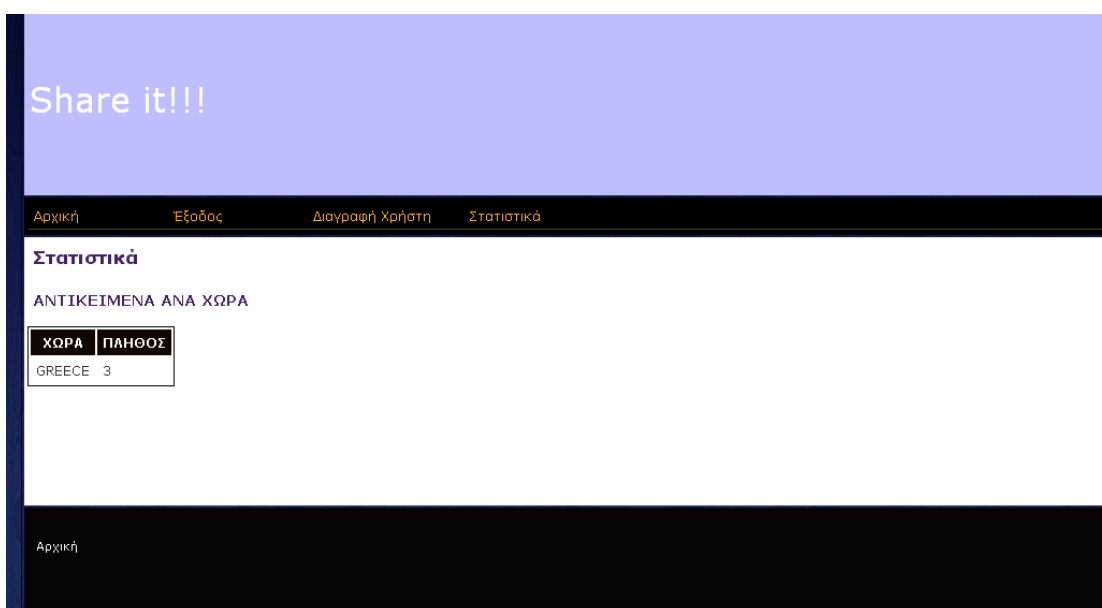 Share it!!!
Αρχική Έξοδος Διαγραφή Χρήστη Στατιστικά
Στατιστικά
ΑΝΤΙΚΕΙΜΕΝΑ ΑΝΑ ΧΩΡΑ
ΧΩΡΑ ΠΛΗΘΟΣ
GREECE 3
Αρχική